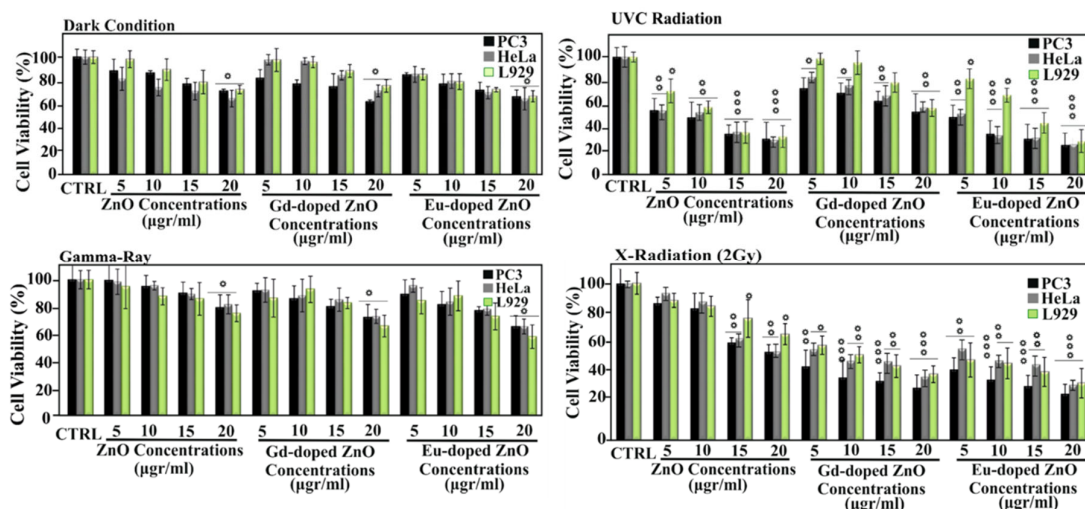 Dark Condition
Cell Viability (%)
100
80
60
40
20
0
PC3
HeLa
L929
CTRL 5 10 15 20 5 10 15 20 5 10 15 20
ZnO Concentrations
(µgr/ml)
Gd-doped ZnO
Concentrations
(µgr/ml)
Eu-doped ZnO
Concentrations
(µgr/ml)
UVC Radiation
Cell Viability (%)
100
80
60
40
20
0
PC3
HeLa
L929
CTRL 5 10 15 20 5 10 15 20 5 10 15 20
ZnO Concentrations
(µgr/ml)
Gd-doped ZnO
Concentrations
(µgr/ml)
Eu-doped ZnO
Concentrations
(µgr/ml)
Gamma-Ray
Cell Viability (%)
100
80
60
80
20
0
PC3
HeLa
L929
CTRL 5 10 15 20 5 10 15 20 5 10 15 20
ZnO Concentrations
(µgr/ml)
Gd-doped ZnO
Concentrations
(µgr/ml)
Eu-doped ZnO
Concentrations
(µgr/ml)
X-Radiation (2Gy)
Cell Viability (%)
100
80
60
40
20
0
PC3
HeLa
L929
CTRL 5 10 15 20 5 10 15 20 5 10 15 20
ZnO Concentrations
(µgr/ml)
Gd-doped ZnO
Concentrations
(µgr/ml)
Eu-doped ZnO
Concentrations
(µgr/ml)